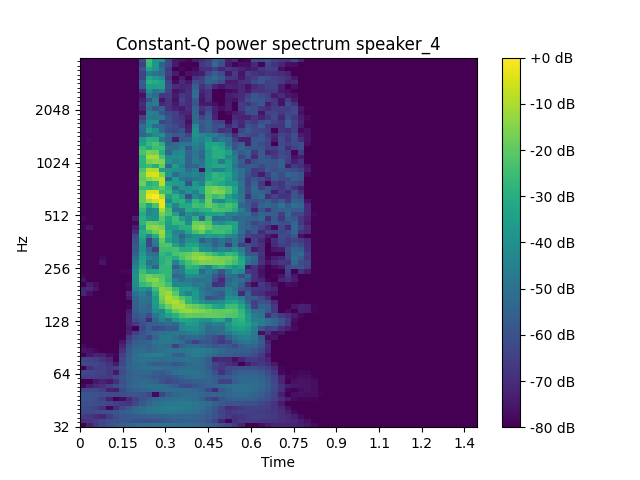 Constant-Q power spectrum speaker_4
Hz
2048
1024
512
256
128
64
32
0 0.15 0.3 0.45 0.6 0.75 0.9 1.1 1.2 1.4
Time
+0 dB
-10 dB
-20 dB
-30 dB
-40 dB
-50 dB
-60 dB
-70 dB
-80 dB